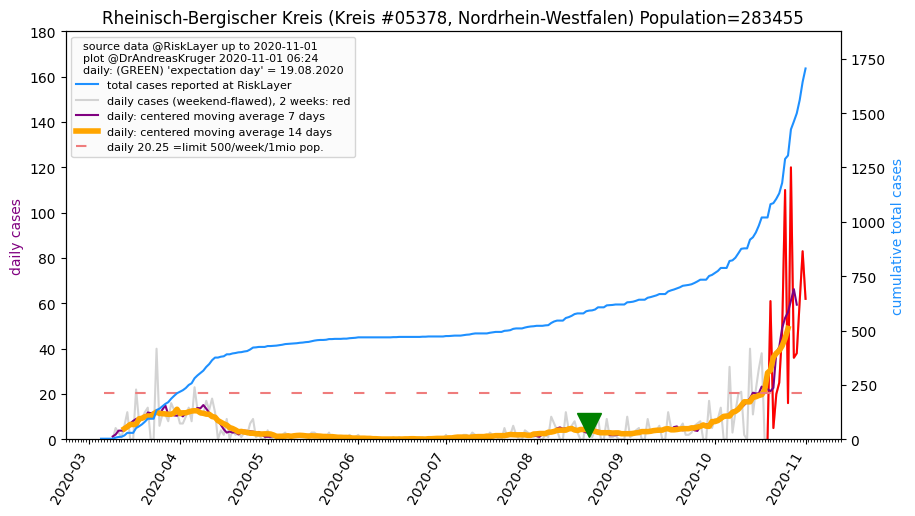 Rheinisch-Bergischer Kreis (Kreis #05378, Nordrhein-Westfalen) Population=283455
source data @RiskLayer up to 2020-11-01
plot @DrAndreasKruger 2020-11-01 06:24
daily: (GREEN) 'expectation day' = 19.08.2020
total cases reported at RiskLayer
daily cases (weekend-flawed), 2 weeks: red
daily: centered moving average 7 days
daily: centered moving average 14 days
daily 20.25 =limit 500/week/1mio pop.
daily cases
180
160
140
120
100
80
60
40
20
0
cumulative total cases
1750
1500
1250
1000
750
500
250
0
2020-03
2020-04
2020-05
2020-06
2020-07
2020-08
2020-09
2020-10
2020-11